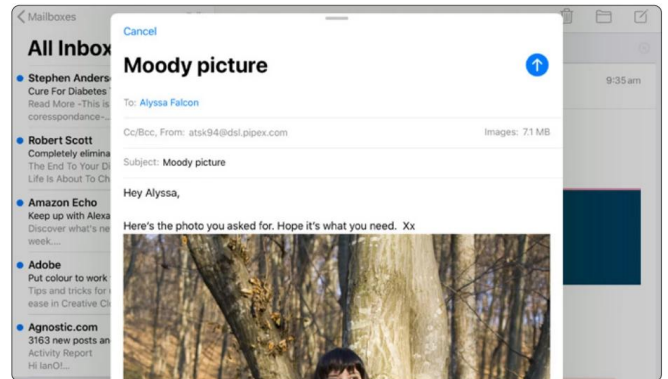 Mailboxes
All Inbox
Stephen Anders
Cure For Diabetes
Read More -This is
coresspondance-...
Robert Scott
Completely elimina
The End To Your Di
Life Is About To Ch
Amazon Echo
Keep up with Alexa
Discover what's ne
week....
Adobe
Put colour to work
Tips and tricks for
ease in Creative Clo
Agnostic.com
3163 new posts an
Activity Report
Hi IanO!...
Cancel
Moody picture
To: Alyssa Falcon
Cc/Bcc, From: atsk94@dsl.pipex.com
Images: 7.1 MB
Subject: Moody picture
Hey Alyssa,
Here's the photo you asked for. Hope it's what you need. Xx
9:35 am